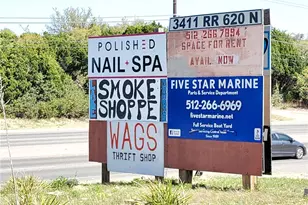 3411 RR 620 N
POLISHED
NAIL + SPA
SMOKE
SHOPPE
WAGS
THRIFT SHOP
512-266-7894
SPACE FOR RENT
AVAIL NOW
FIVE STAR MARINE
Parts & Service Department
512-266-6969
fivestarmarine.com
Full Service Boat Yard